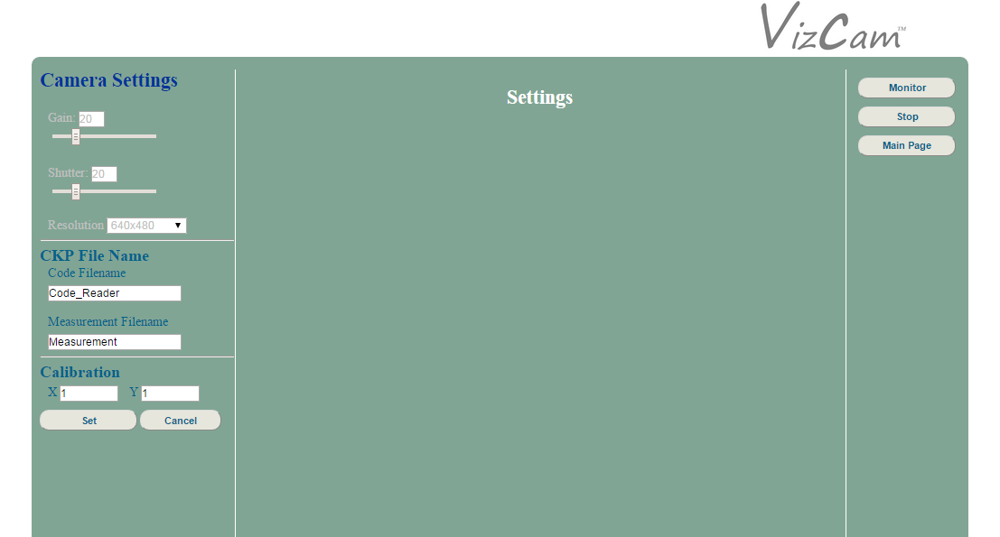 VizCam™
Camera Settings
Gain: 20
Shutter: 20
Resolution 640x480
CKP File Name
Code Filename
Code_Reader
Measurement Filename
Measurement
Calibration
X 1 Y 1
Set Cancel
Settings
Monitor
Stop
Main Page